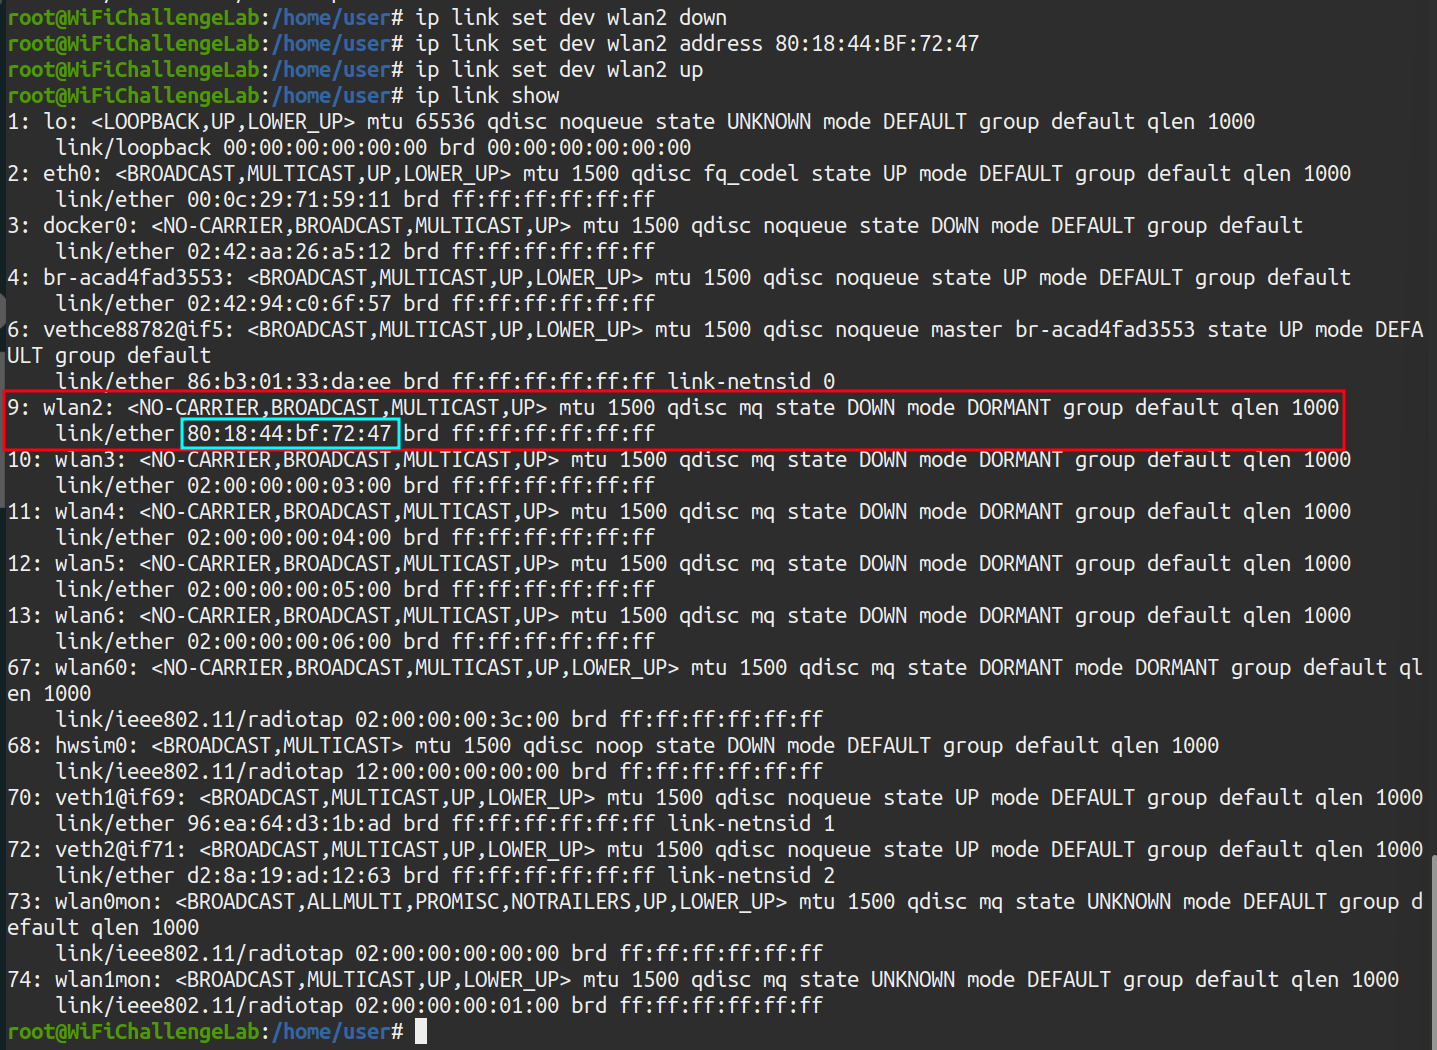 root@WiFiChallengeLab:/home/user# ip link set dev wlan2 down
root@WiFiChallengeLab:/home/user# ip link set dev wlan2 address 80:18:44:BF:72:47
root@WiFiChallengeLab:/home/user# ip link set dev wlan2 up
root@WiFiChallengeLab:/home/user# ip link show
1: lo: <LOOPBACK,UP,LOWER_UP> mtu 65536 qdisc noqueue state UNKNOWN mode DEFAULT group default qlen 1000
    link/loopback 00:00:00:00:00:00 brd 00:00:00:00:00:00
2: eth0: <BROADCAST,MULTICAST,UP,LOWER_UP> mtu 1500 qdisc fq_codel state UP mode DEFAULT group default qlen 1000
    link/ether 00:0c:29:71:59:11 brd ff:ff:ff:ff:ff:ff
3: docker0: <NO-CARRIER,BROADCAST,MULTICAST,UP> mtu 1500 qdisc noqueue state DOWN mode DEFAULT group default
    link/ether 02:42:aa:26:a5:12 brd ff:ff:ff:ff:ff:ff
4: br-acad4fad3553: <BROADCAST,MULTICAST,UP,LOWER_UP> mtu 1500 qdisc noqueue state UP mode DEFAULT group default
    link/ether 02:42:94:c0:6f:57 brd ff:ff:ff:ff:ff:ff
6: vethce88782@if5: <BROADCAST,MULTICAST,UP,LOWER_UP> mtu 1500 qdisc noqueue master br-acad4fad3553 state UP mode DEFA
ULT group default
    link/ether 86:b3:01:33:da:ee brd ff:ff:ff:ff:ff:ff link-netnsid 0
9: wlan2: <NO-CARRIER,BROADCAST,MULTICAST,UP> mtu 1500 qdisc mq state DOWN mode DORMANT group default qlen 1000
    link/ether 80:18:44:bf:72:47 brd ff:ff:ff:ff:ff:ff
10: wlan3: <NO-CARRIER,BROADCAST,MULTICAST,UP> mtu 1500 qdisc mq state DOWN mode DORMANT group default qlen 1000
    link/ether 02:00:00:00:03:00 brd ff:ff:ff:ff:ff:ff
11: wlan4: <NO-CARRIER,BROADCAST,MULTICAST,UP> mtu 1500 qdisc mq state DOWN mode DORMANT group default qlen 1000
    link/ether 02:00:00:00:04:00 brd ff:ff:ff:ff:ff:ff
12: wlan5: <NO-CARRIER,BROADCAST,MULTICAST,UP> mtu 1500 qdisc mq state DOWN mode DORMANT group default qlen 1000
    link/ether 02:00:00:00:05:00 brd ff:ff:ff:ff:ff:ff
13: wlan6: <NO-CARRIER,BROADCAST,MULTICAST,UP> mtu 1500 qdisc mq state DOWN mode DORMANT group default qlen 1000
    link/ether 02:00:00:00:06:00 brd ff:ff:ff:ff:ff:ff
67: wlan60: <NO-CARRIER,BROADCAST,MULTICAST,UP,LOWER_UP> mtu 1500 qdisc mq state DORMANT mode DORMANT group default ql
en 1000
    link/ieee802.11/radiotap 02:00:00:00:3c:00 brd ff:ff:ff:ff:ff:ff
68: hwsim0: <BROADCAST,MULTICAST> mtu 1500 qdisc noop state DOWN mode DEFAULT group default qlen 1000
    link/ieee802.11/radiotap 12:00:00:00:00:00 brd ff:ff:ff:ff:ff:ff
70: veth1@if69: <BROADCAST,MULTICAST,UP,LOWER_UP> mtu 1500 qdisc noqueue state UP mode DEFAULT group default qlen 1000
    link/ether 96:ea:64:d3:1b:ad brd ff:ff:ff:ff:ff:ff link-netnsid 1
72: veth2@if71: <BROADCAST,MULTICAST,UP,LOWER_UP> mtu 1500 qdisc noqueue state UP mode DEFAULT group default qlen 1000
    link/ether d2:8a:19:ad:12:63 brd ff:ff:ff:ff:ff:ff link-netnsid 2
73: wlan0mon: <BROADCAST,ALLMULTI,PROMISC,NOTRAILERS,UP,LOWER_UP> mtu 1500 qdisc mq state UNKNOWN mode DEFAULT group d
efault qlen 1000
    link/ieee802.11/radiotap 02:00:00:00:00:00 brd ff:ff:ff:ff:ff:ff
74: wlan1mon: <BROADCAST,MULTICAST,UP,LOWER_UP> mtu 1500 qdisc mq state UNKNOWN mode DEFAULT group default qlen 1000
    link/ieee802.11/radiotap 02:00:00:00:01:00 brd ff:ff:ff:ff:ff:ff
root@WiFiChallengeLab:/home/user#